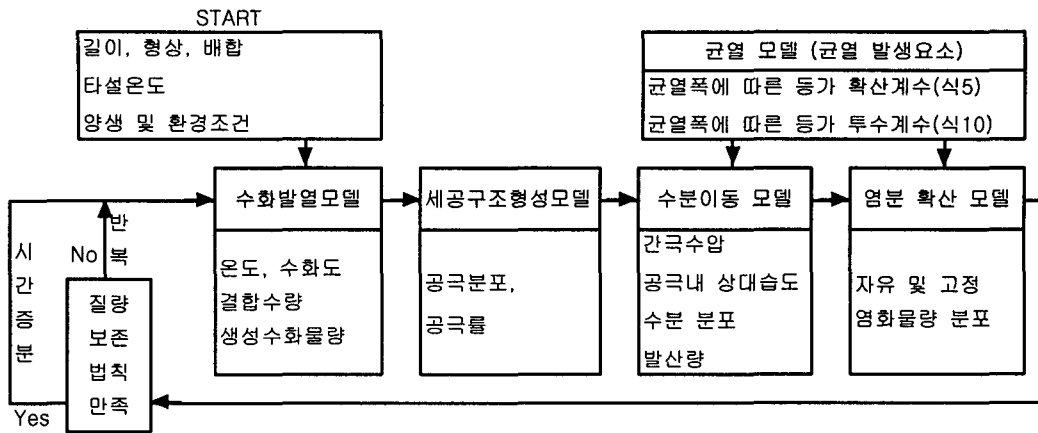 START
길이, 형상, 배합
타설온도
양생 및 환경조건
균열 모델 (균열 발생요소)
균열폭에 따른 등가 확산계수(식5)
균열폭에 따른 등가 투수계수(식10)
수화발열모델
온도, 수화도
결합수량
생성수화물량
세공구조형성모델
공극분포,
공극률
수분이동 모델
간극수압
공극내 상대습도
수분 분포
발산량
염분 확산 모델
자유 및 고정
염화물량 분포
시
간
증
분
반
복
No
질량
보존
법칙
만족
Yes